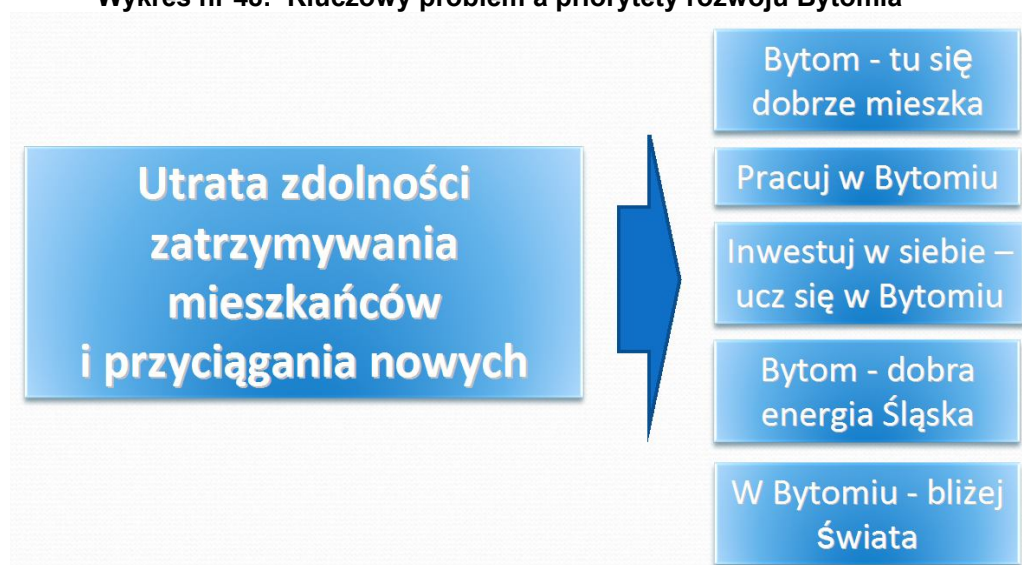 Wykres nr 48. Kluczowy problem a priorytety rozwoju Bytomia
Utrata zdolności
zatrzymywania
mieszkańców
i przyciągania nowych
Bytom - tu się
dobrze mieszka
Pracuj w Bytomiu
Inwestuj w siebie –
ucz się w Bytomiu
Bytom - dobra
energia Śląska
W Bytomiu - bliżej
świata